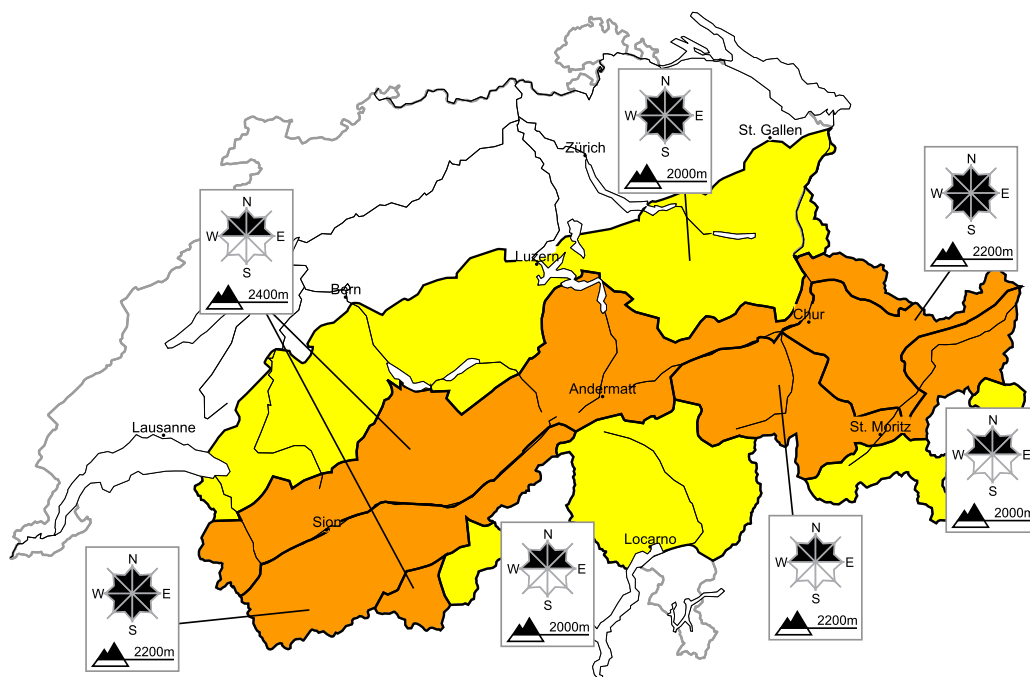 N
W E
S
2000m
St. Gallen
Zürich
N
W E
S
2200m
N
W E
S
2400m
Luzern
Bern
Chur
Andermatt
St. Moritz
Lausanne
N
W E
S
2000m
Sion
Locarno
N
W E
S
2200m
N
W E
S
2000m
N
W E
S
2200m